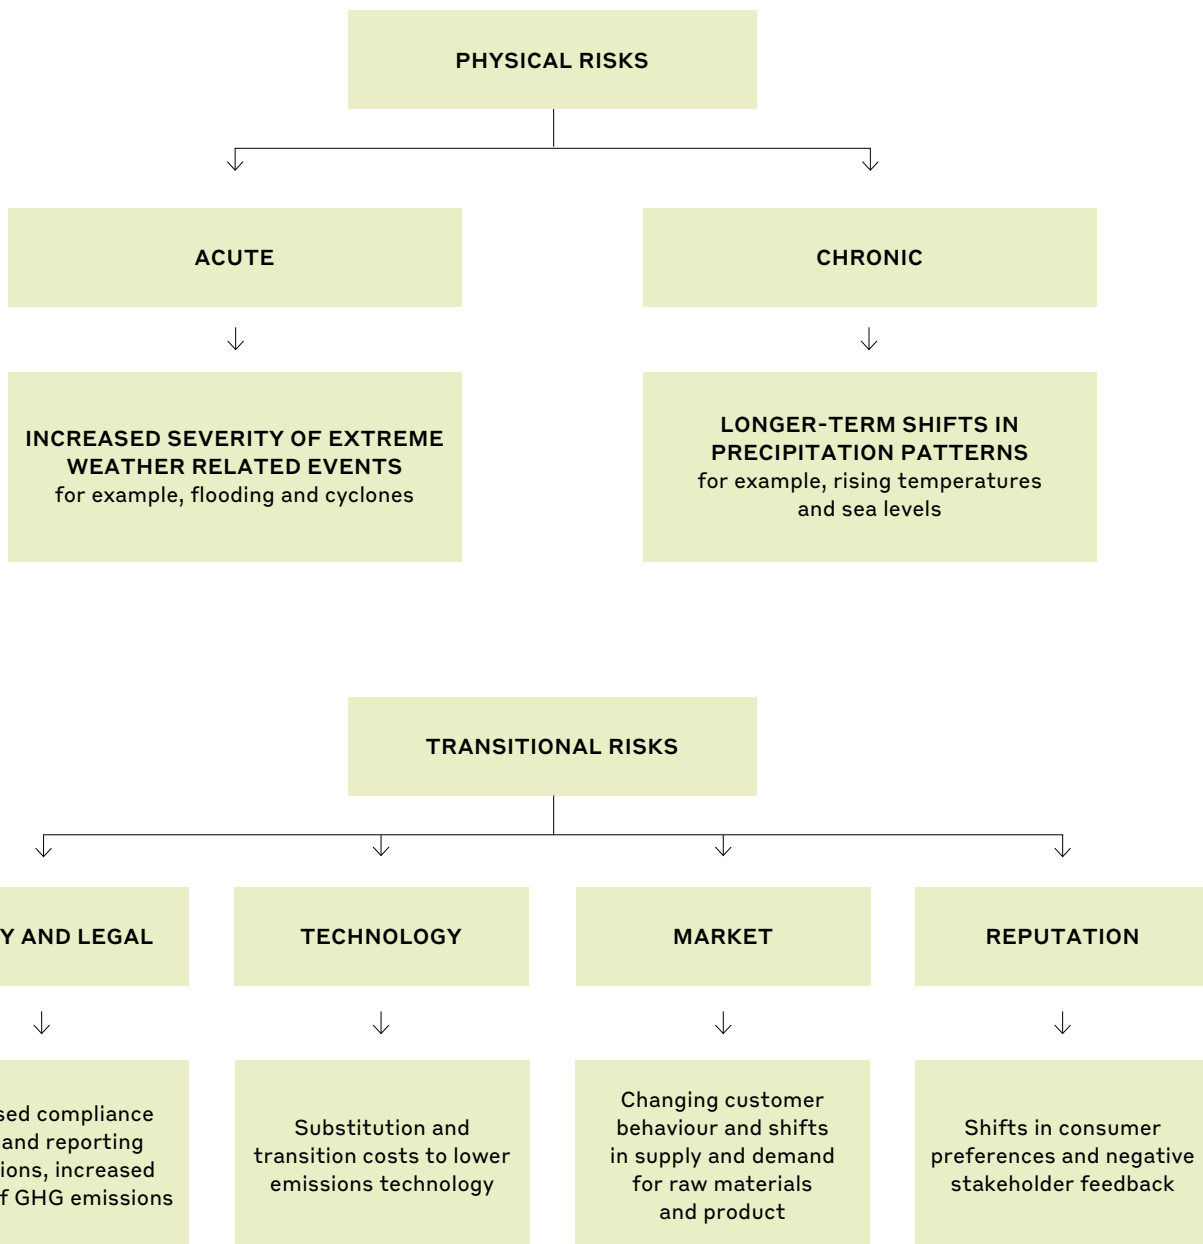 PHYSICAL RISKS
ACUTE
CHRONIC
INCREASED SEVERITY OF EXTREME
WEATHER RELATED EVENTS
for example, flooding and cyclones
LONGER-TERM SHIFTS IN
PRECIPITATION PATTERNS
for example, rising temperatures
and sea levels
TRANSITIONAL RISKS
AND LEGAL
TECHNOLOGY
MARKET
REPUTATION
compliance
and reporting
increased
GHG emissions
Substitution and
transition costs to lower
emissions technology
Changing customer
behaviour and shifts
in supply and demand
for raw materials
and product
Shifts in consumer
preferences and negative
stakeholder feedback